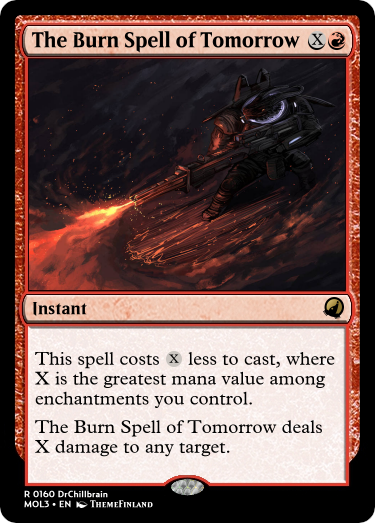 The Burn Spell of Tomorrow X
Instant
This spell costs X less to cast, where
X is the greatest mana value among
enchantments you control.
The Burn Spell of Tomorrow deals
X damage to any target.
R 0160 DrChillbrain
MOL3 • EN ThemeFinland